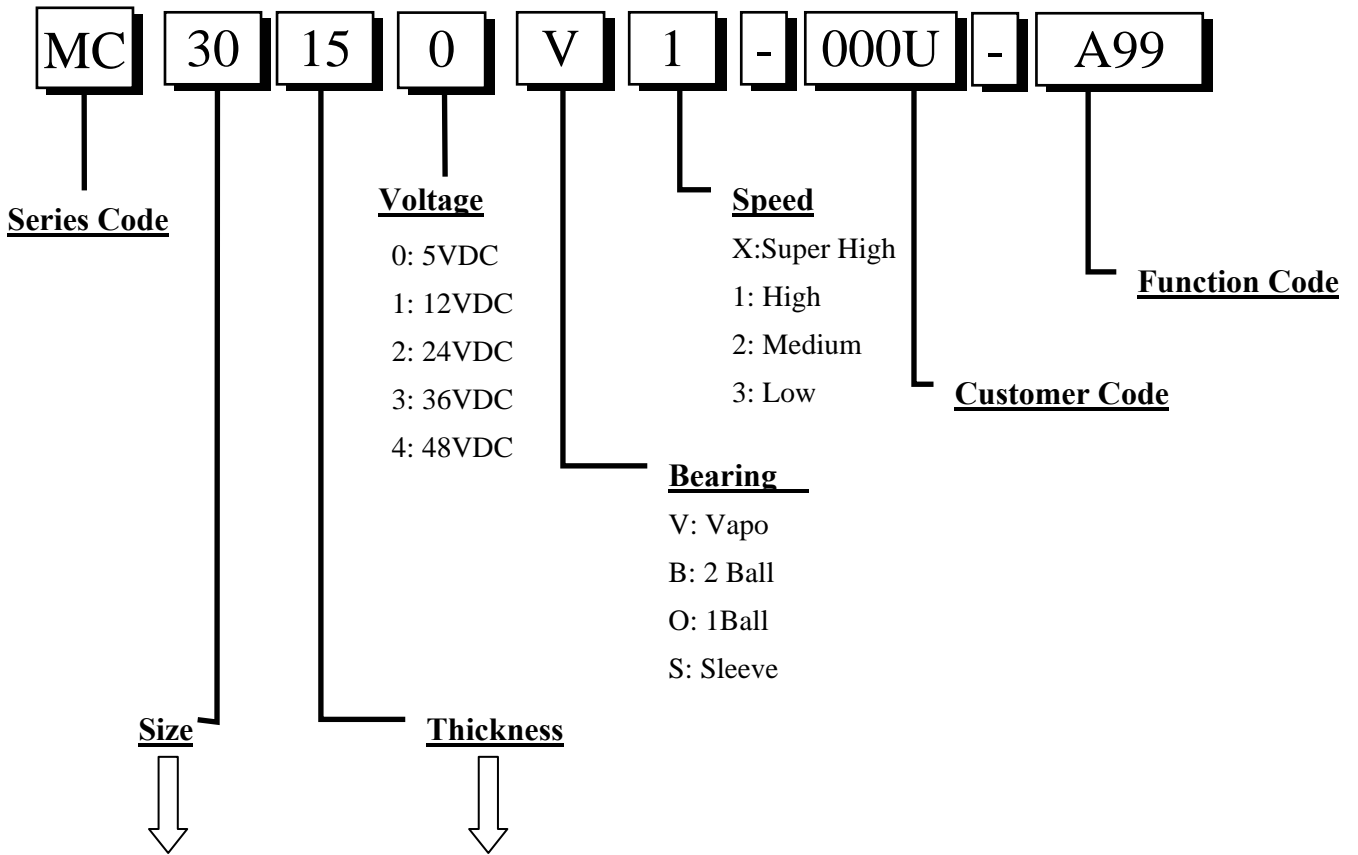 MC 30 15 0 V 1 - 000U - A99
Series Code
Voltage
0: 5VDC
1: 12VDC
2: 24VDC
3: 36VDC
4: 48VDC
Speed
X:Super High
1: High
2: Medium
3: Low
Function Code
Customer Code
Bearing
V: Vapo
B: 2 Ball
O: 1Ball
S: Sleeve
Size
Thickness